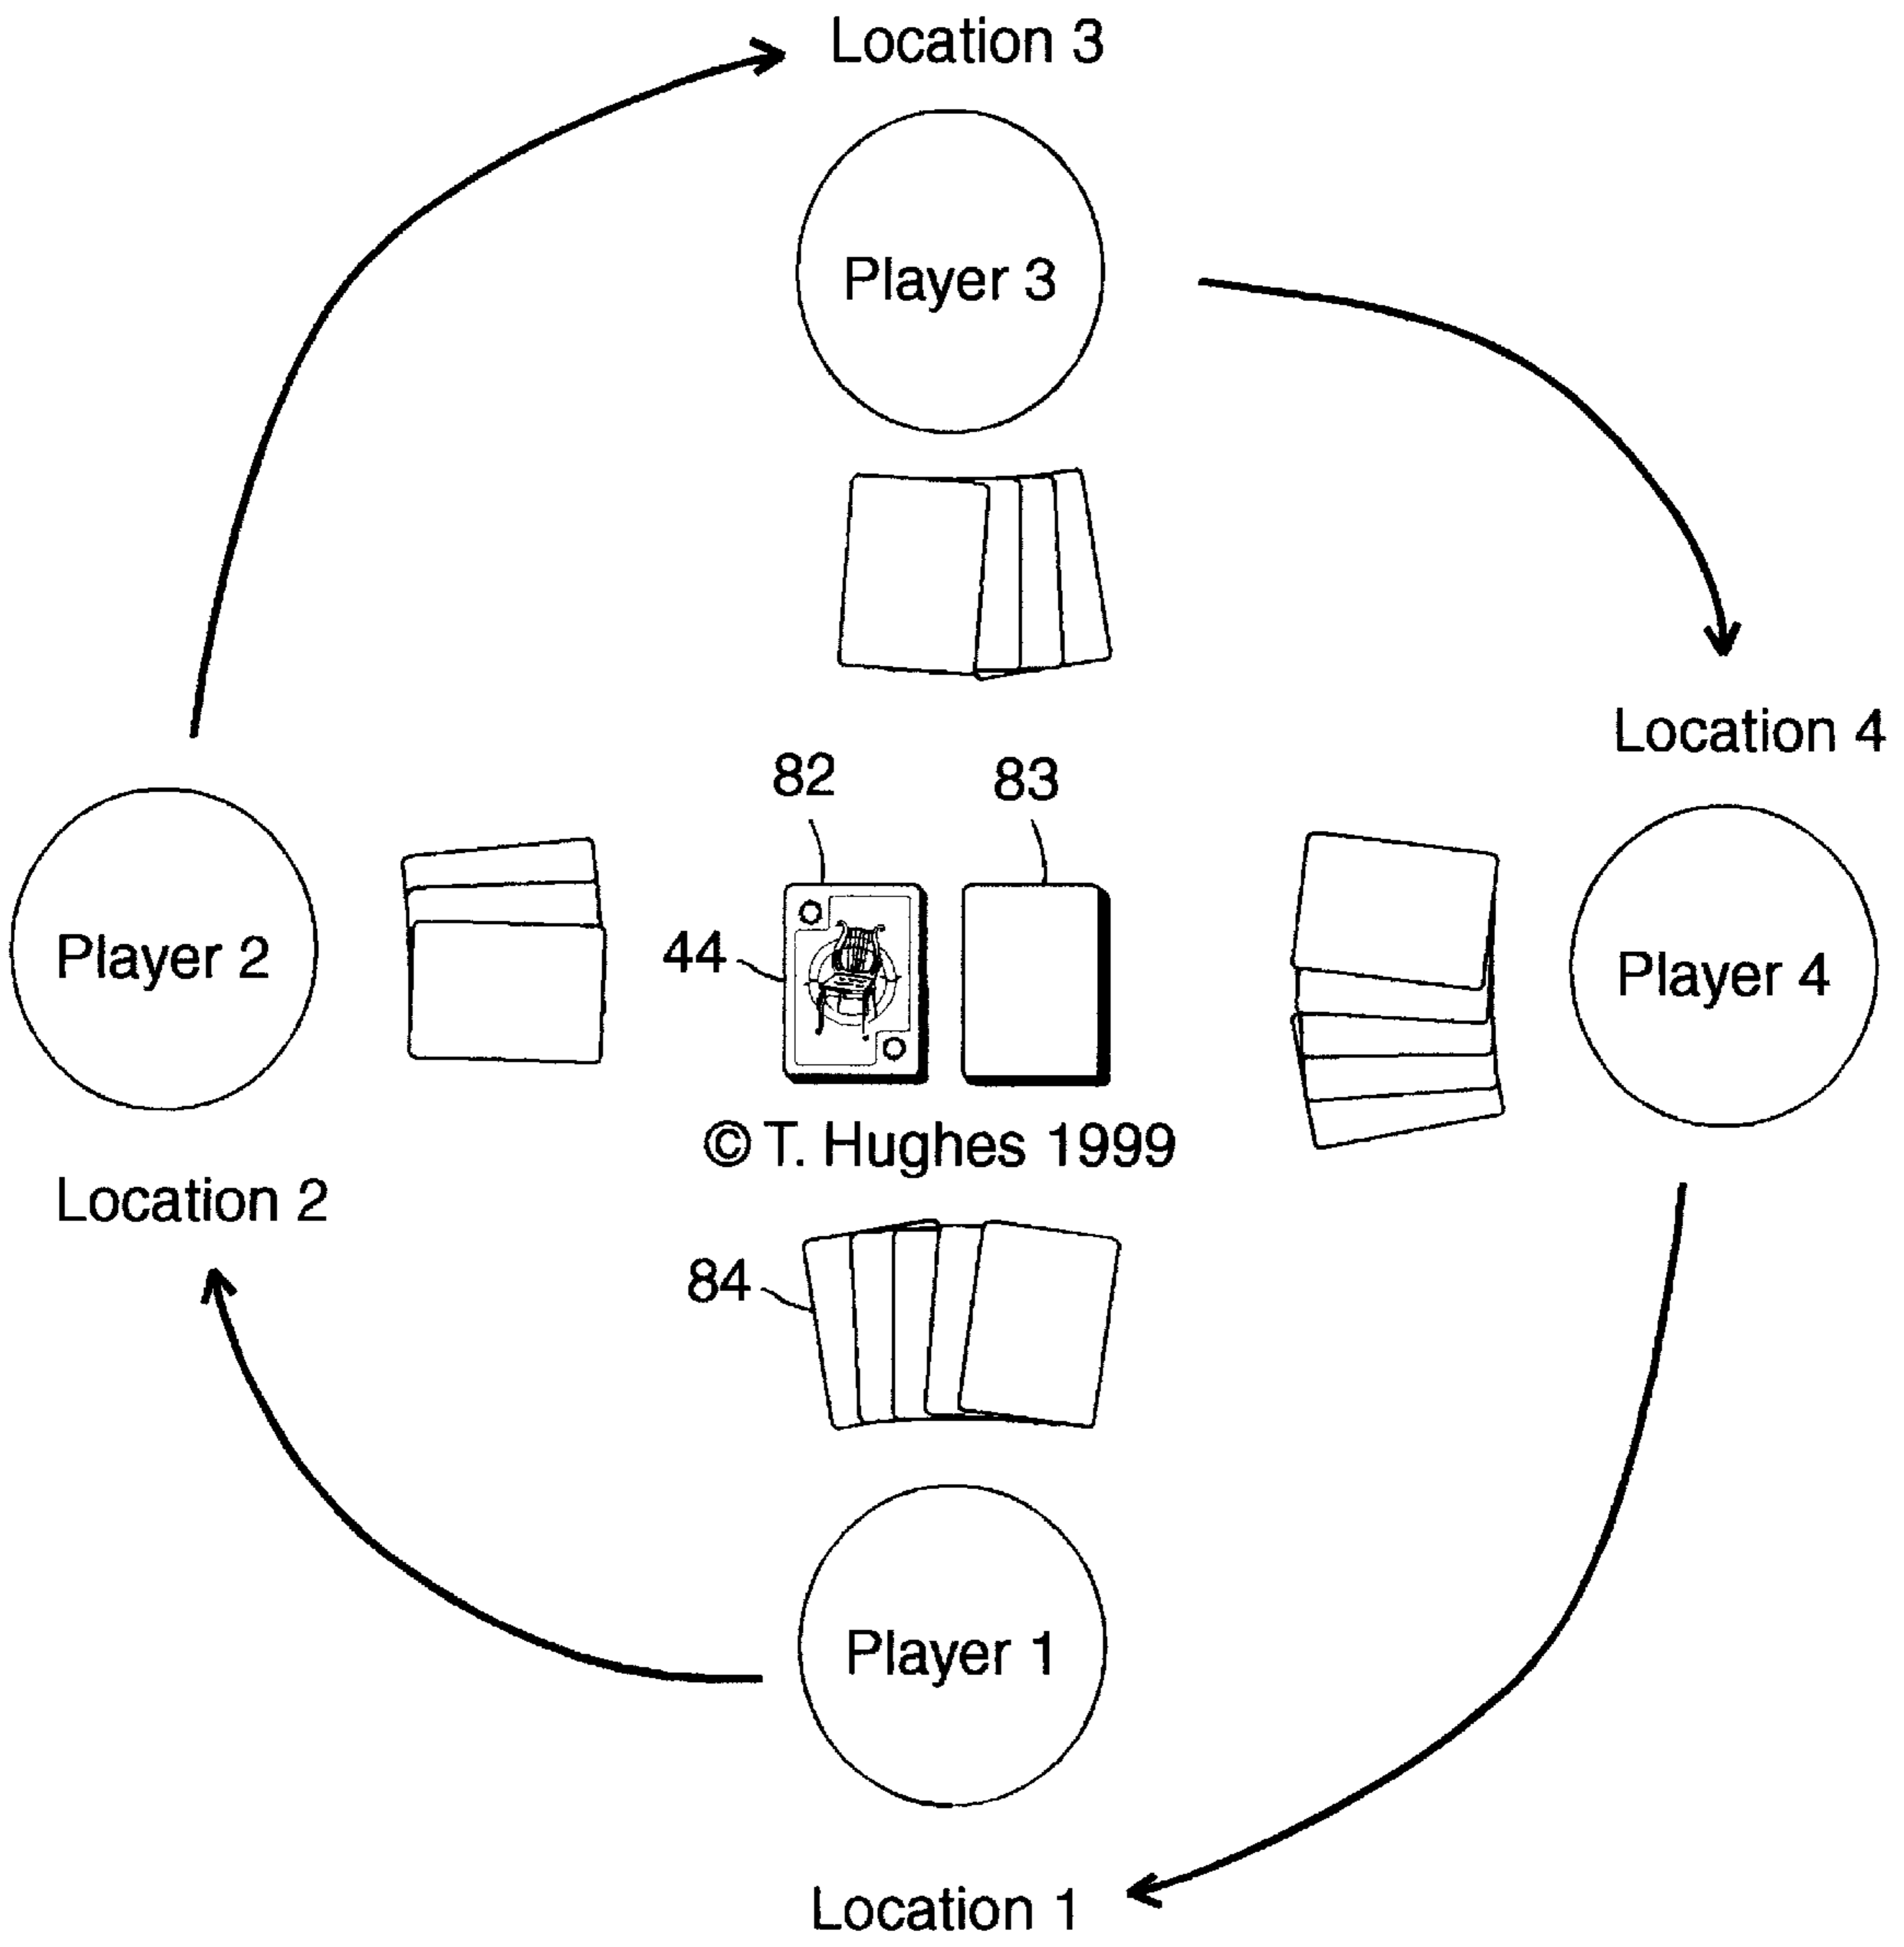 Location 3
Player 3
Location 4
82
83
44
Player 2
Player 4
© T. Hughes 1999
Location 2
84
Player 1
Location 1